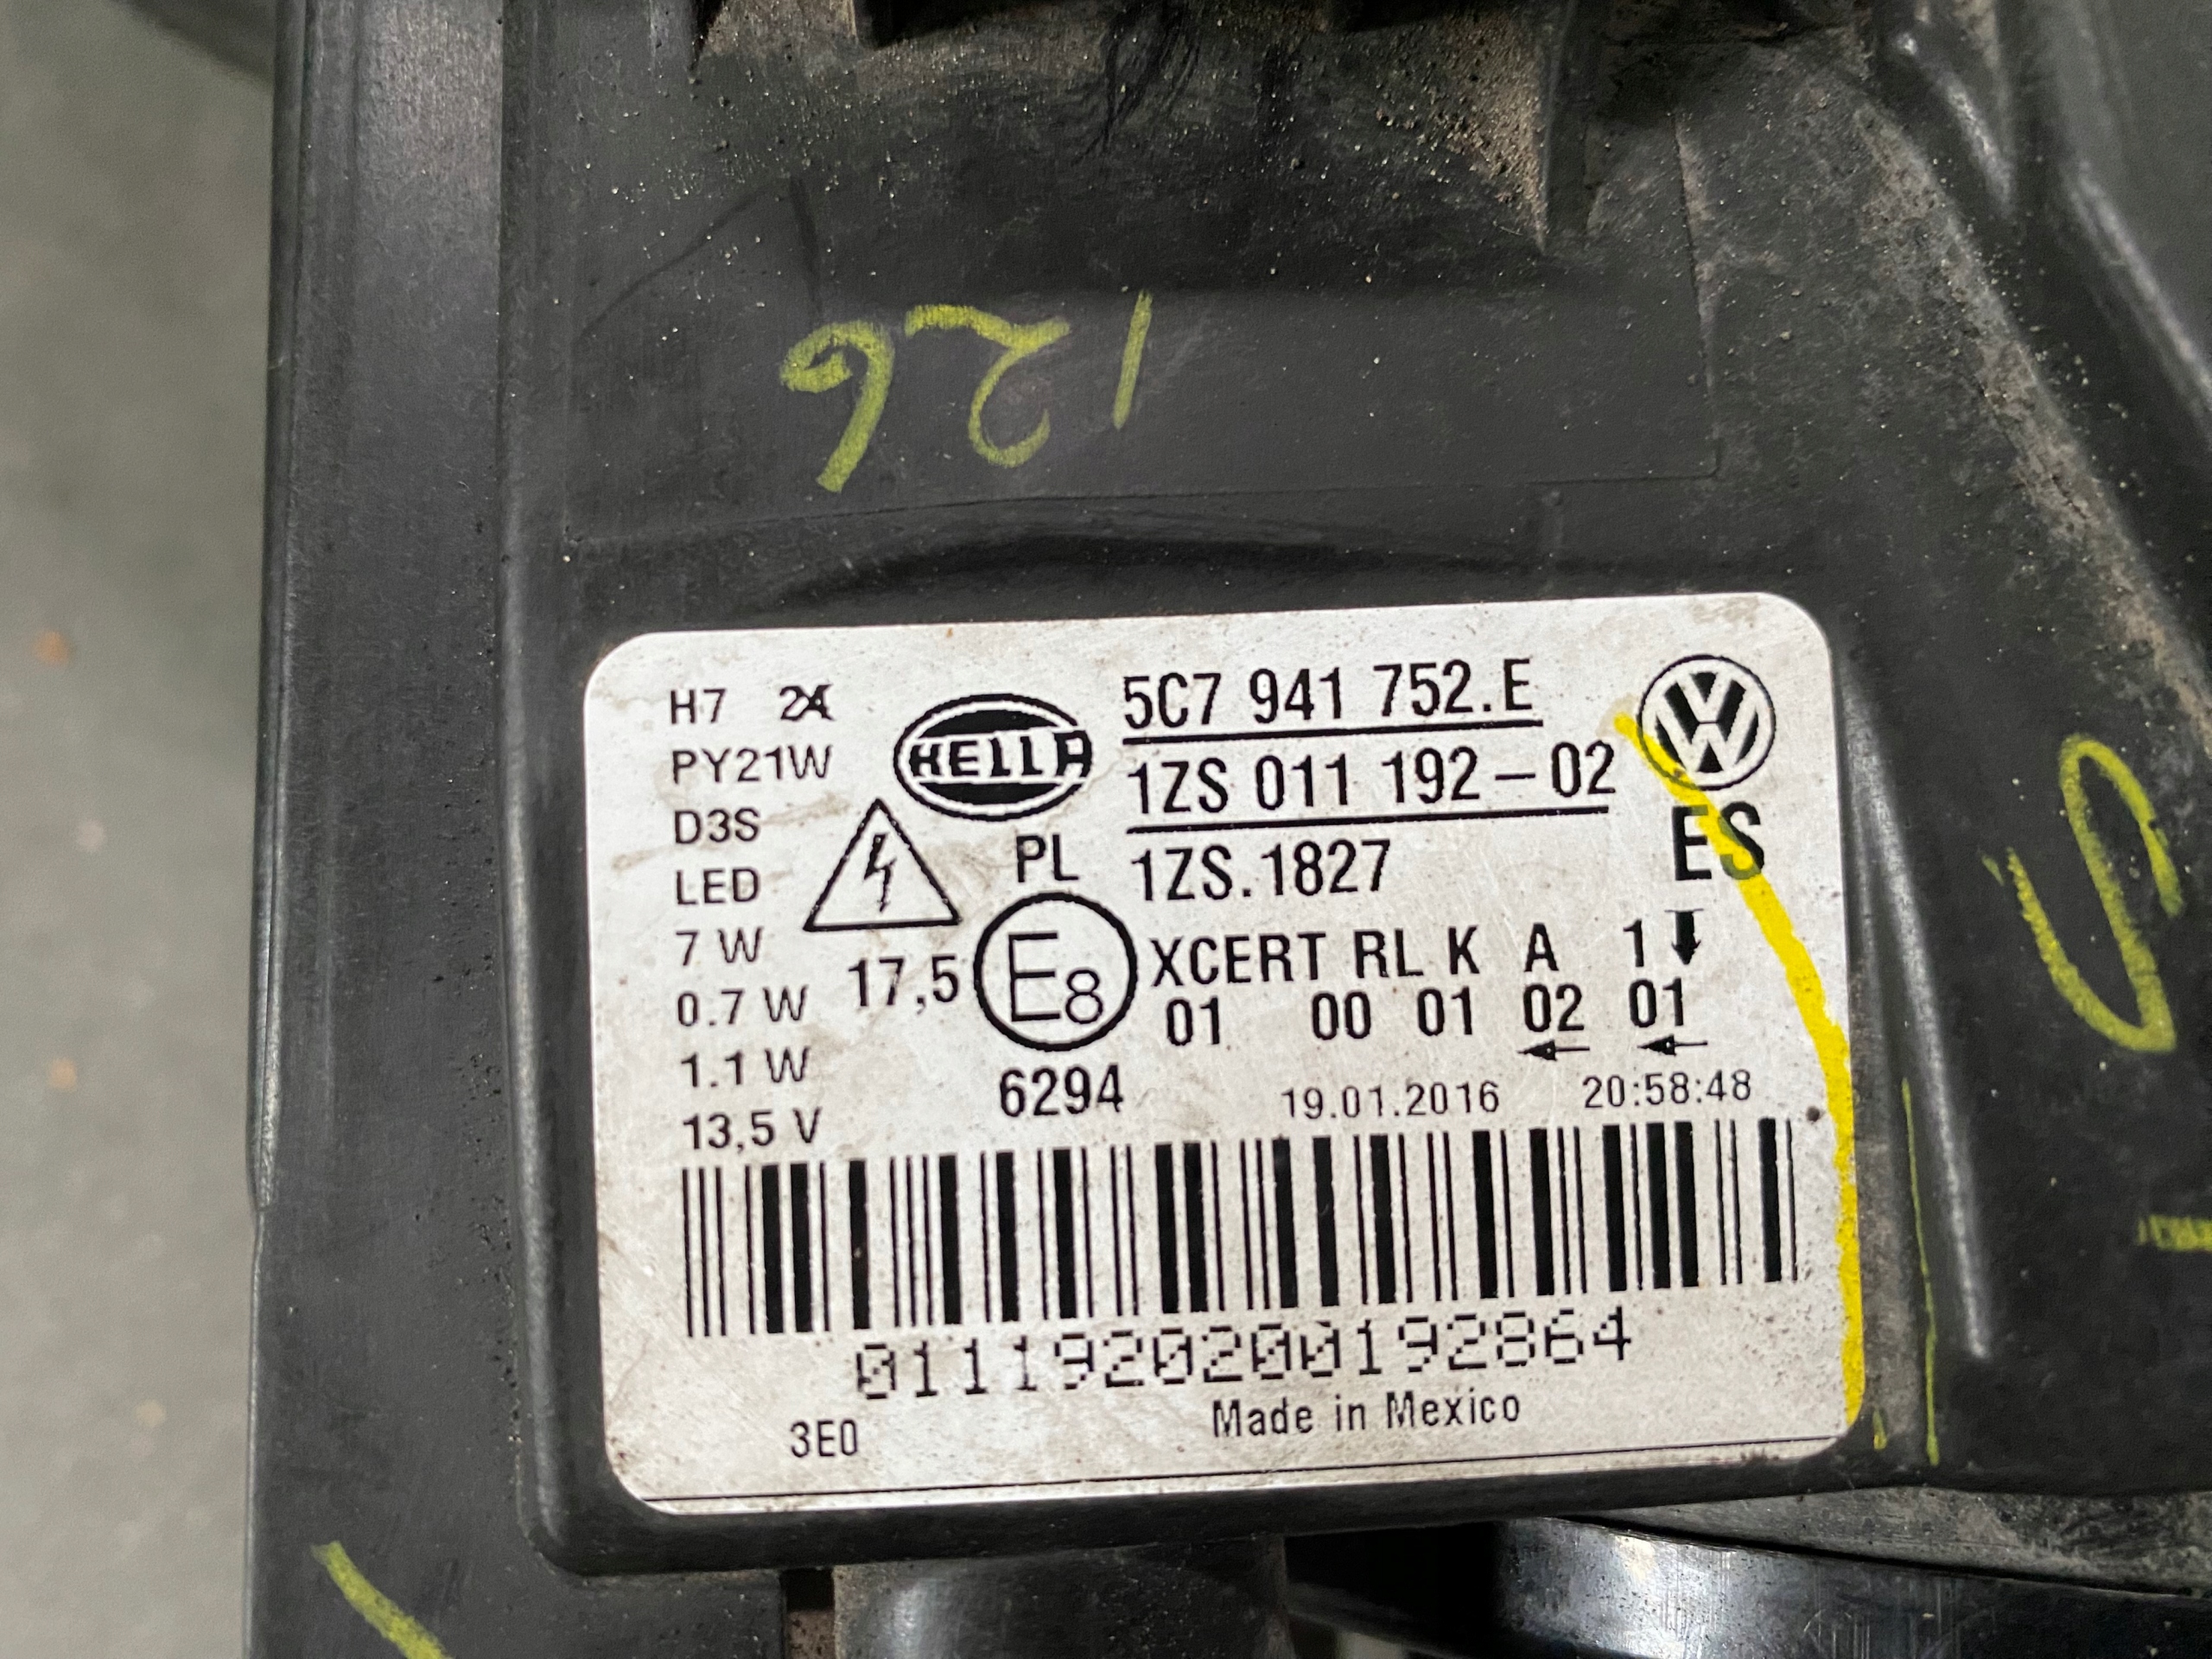 126
H7 24
PY21W
D3S
LED
7 W
0.7 W
1.1 W
13,5 V
HELLA
PL
17,5
E8
6294
5C7 941 752.E
1ZS 011 192-02
1ZS.1827
VW
ES
XCERT RL K A 1
01 00 01 02 01
19.01.2016 20:58:48
0111920200192864
3E0
Made in Mexico